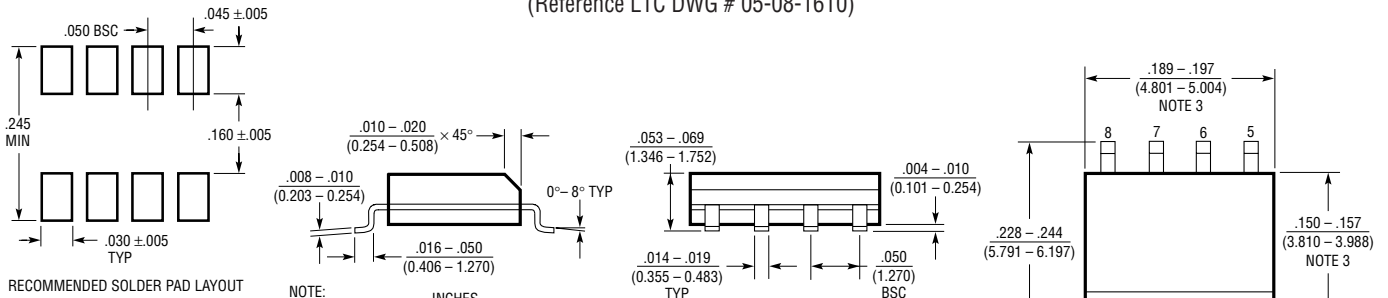 (Reference LTC DWG # 05-08-1610)
.050 BSC
.045 ±.005
.245
MIN
.160 ±.005
.030 ±.005
TYP
RECOMMENDED SOLDER PAD LAYOUT
.010 – .020
(0.254 – 0.508)
× 45°
.008 – .010
(0.203 – 0.254)
0°– 8° TYP
.016 – .050
(0.406 – 1.270)
NOTE:
INCHES
.053 – .069
(1.346 – 1.752)
.004 – .010
(0.101 – 0.254)
.014 – .019
(0.355 – 0.483)
TYP
.050
(1.270)
BSC
.189 – .197
(4.801 – 5.004)
NOTE 3
8 7 6 5
.228 – .244
(5.791 – 6.197)
.150 – .157
(3.810 – 3.988)
NOTE 3